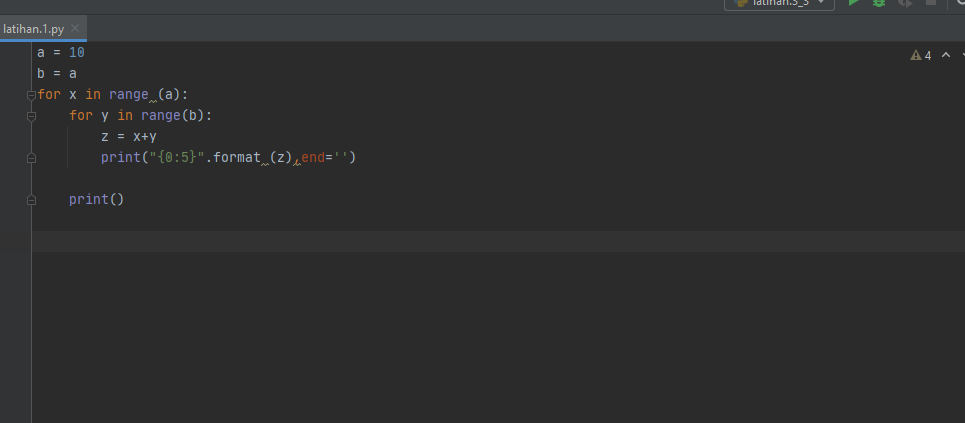 latihan.3_3
latihan.1.py
a = 10
4
b = a
for x in range (a):
    for y in range(b):
        z = x+y
        print("{0:5}".format (z),end='')
    print()